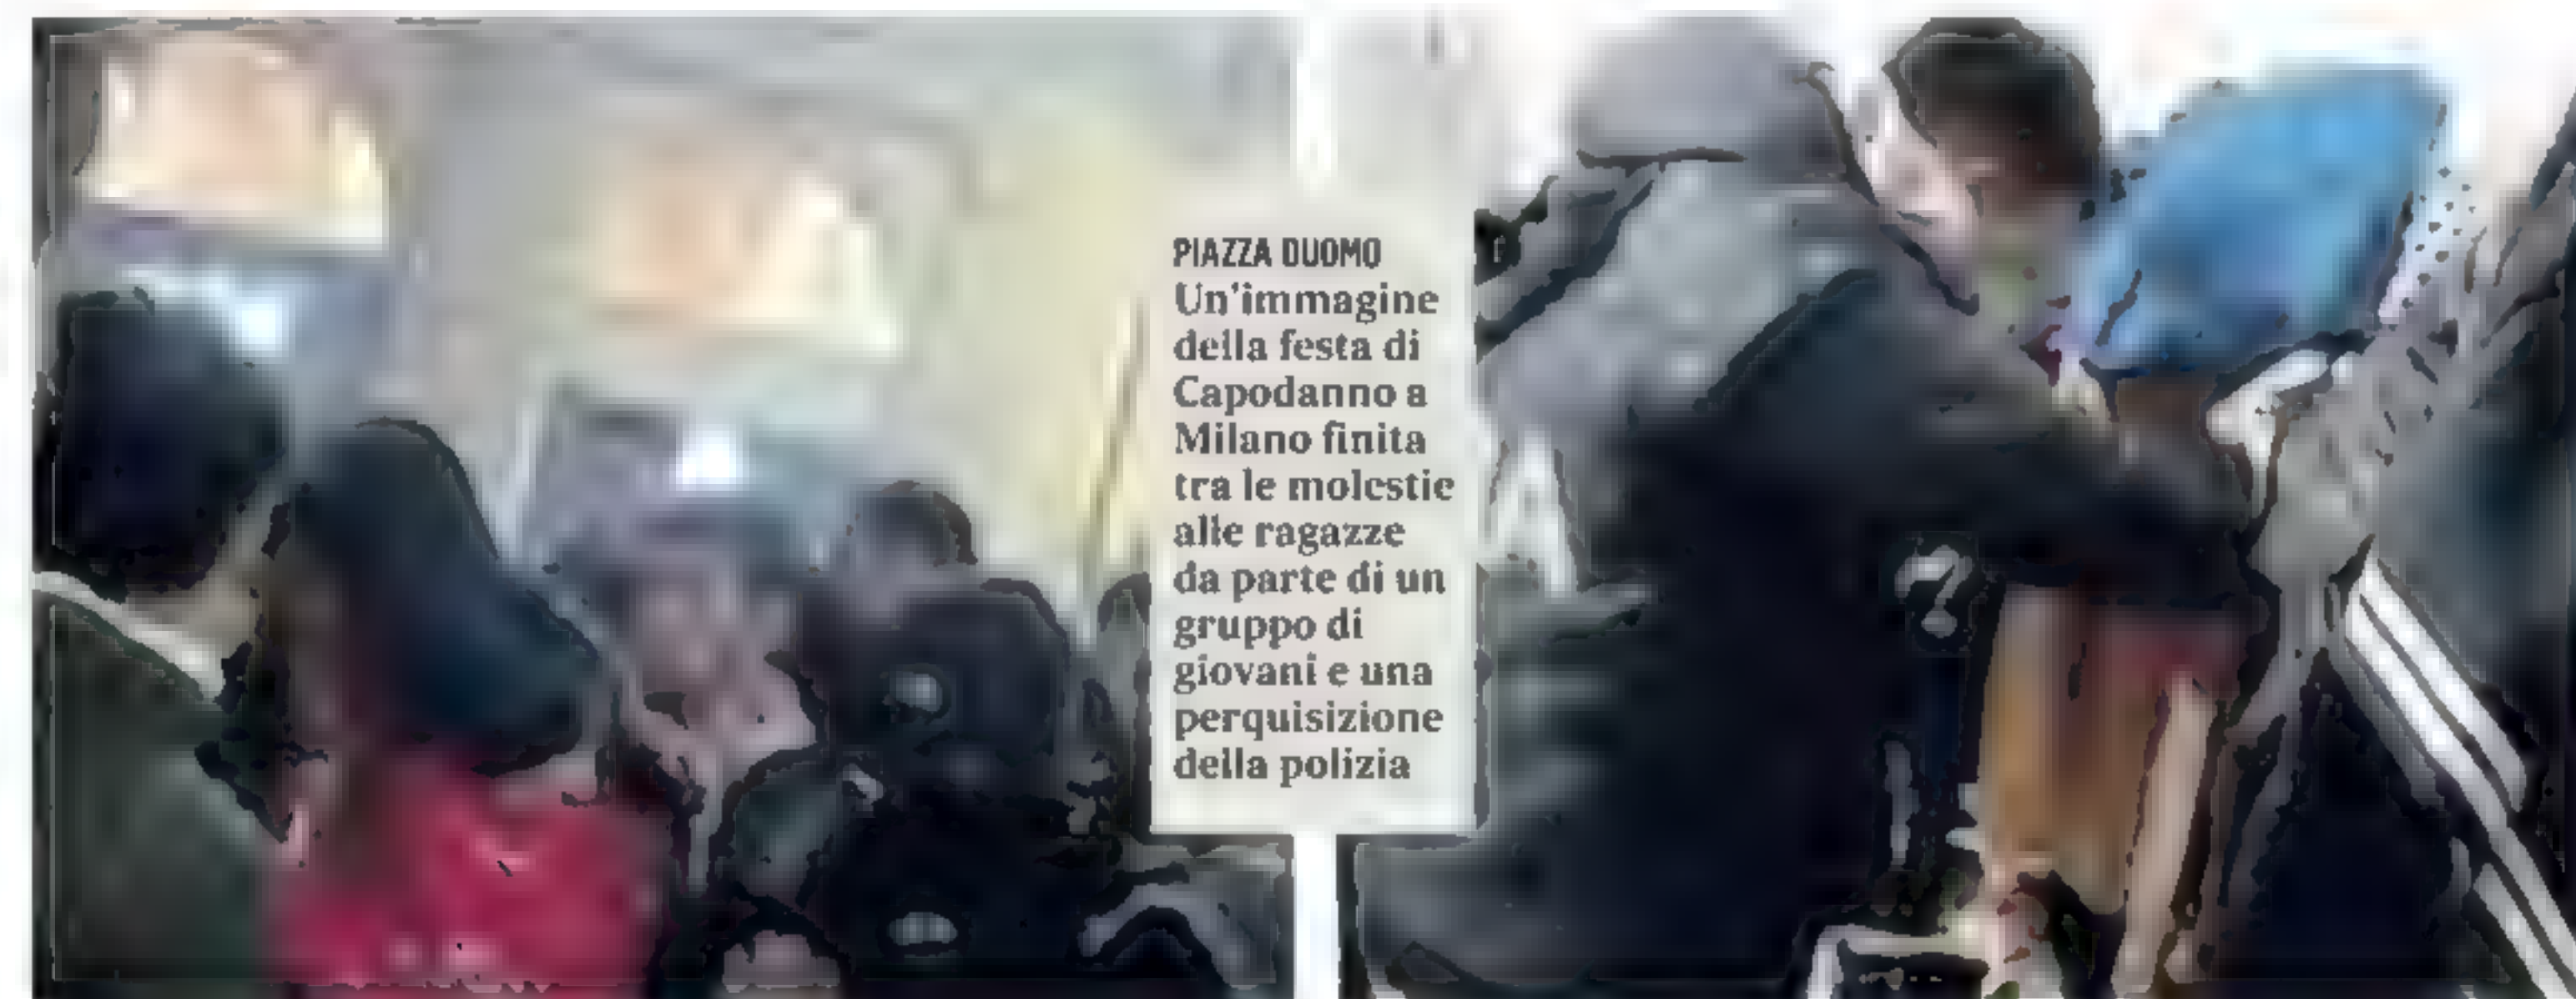 PIAZZA DUOMO
Un'immagine
della festa di
Capodanno a
Milano finita
tra le molestie
alle ragazze
da parte di un
gruppo di
giovani e una
perquisizione
della polizia